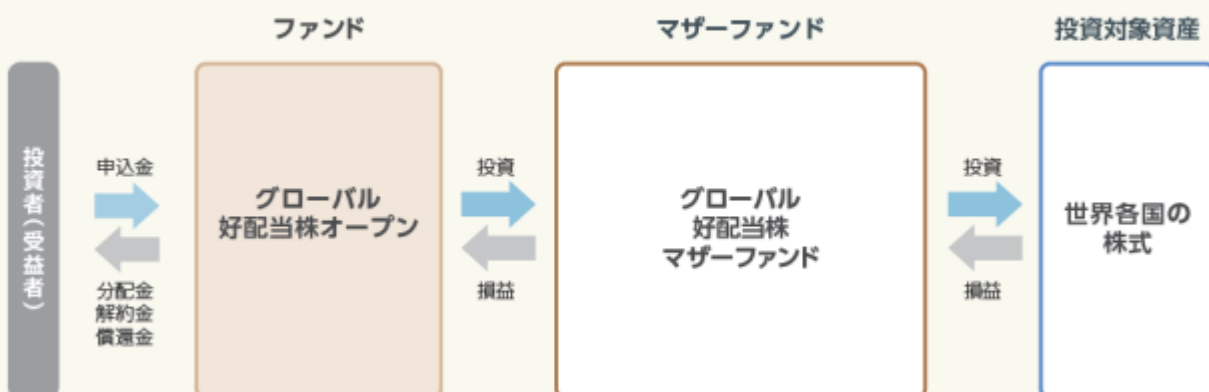 ファンド
マザーファンド
投資対象資産
投資者(受益者)
申込金
分配金
解約金
償還金
グローバル
好配当株オープン
投資
損益
グローバル
好配当株
マザーファンド
投資
損益
世界各国の
株式